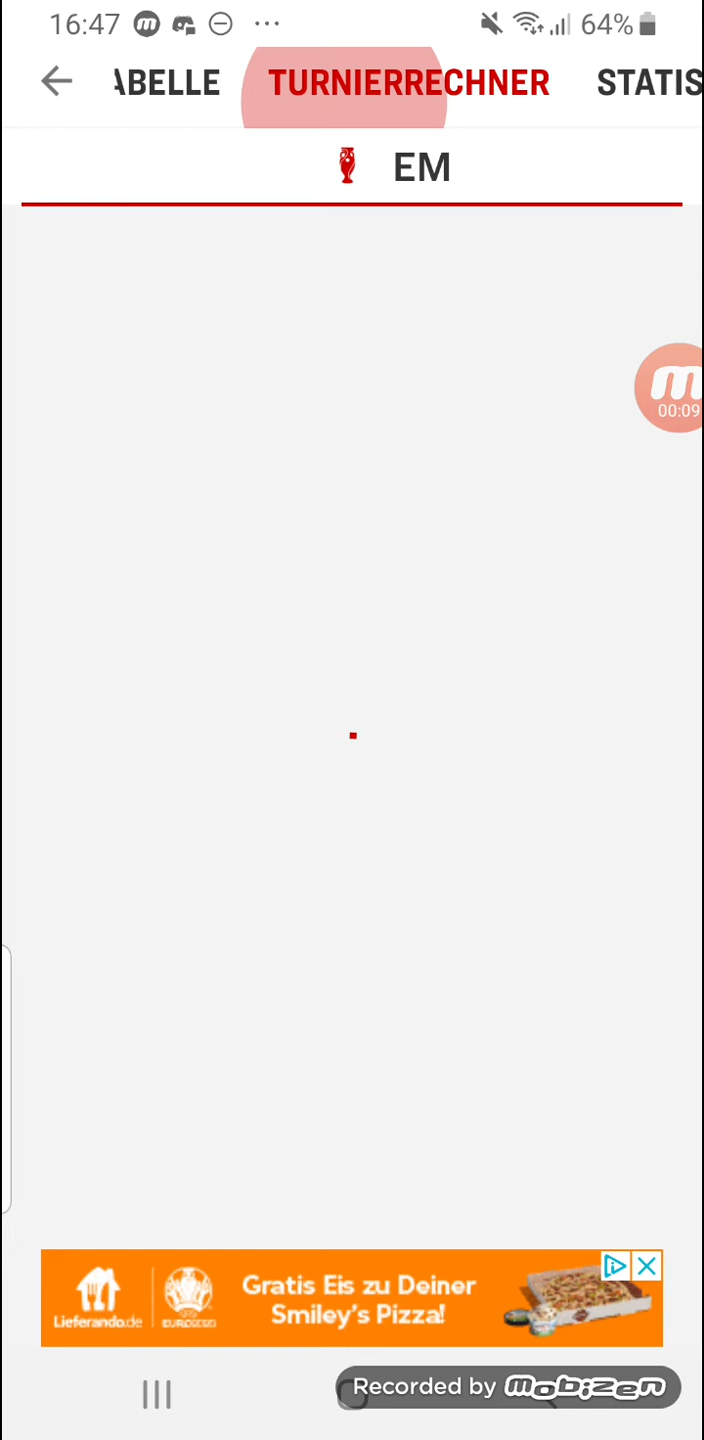 16:47 64%
ABELLE TURNIERRECHNER STATIS
EM
00:09
Gratis Eis zu Deiner
Smiley's Pizza!
Lieferando.de EURO2020
Recorded by mobizen